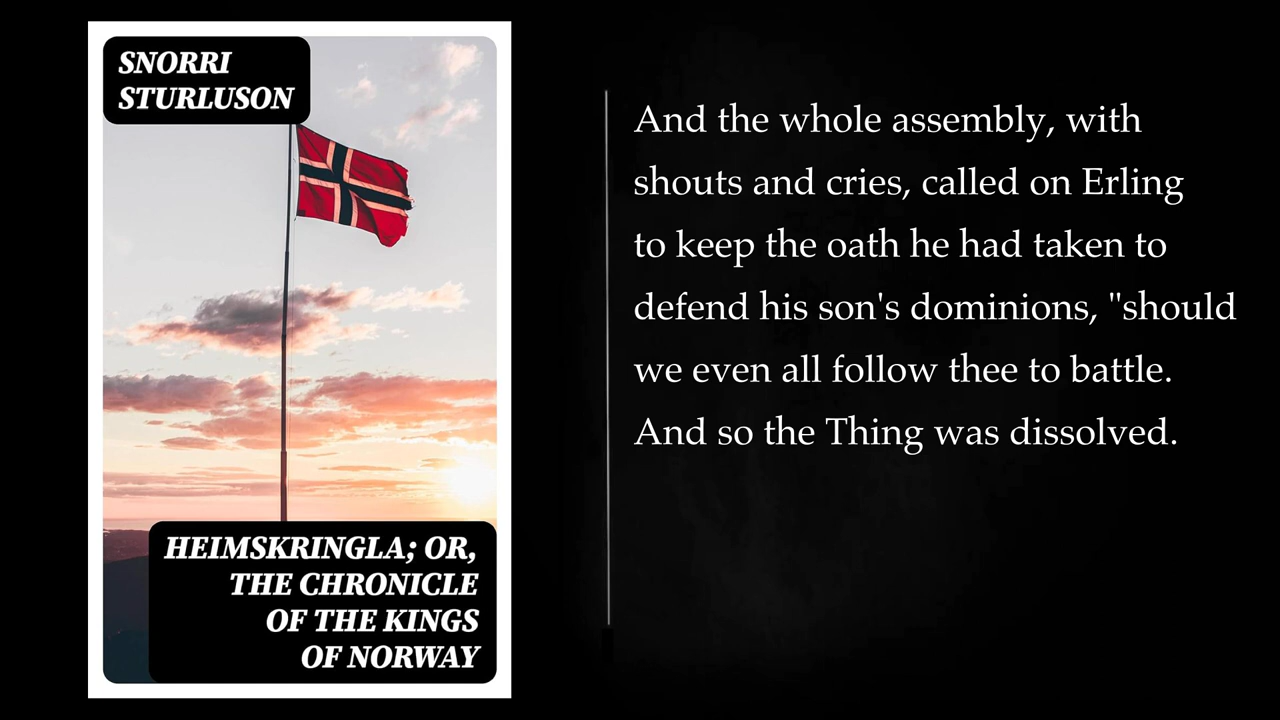 SNORRI
STURLUSON
HEIMSKRINGLA; OR,
THE CHRONICLE
OF THE KINGS
OF NORWAY
And the whole assembly, with
shouts and cries, called on Erling
to keep the oath he had taken to
defend his son's dominions, "should
we even all follow thee to battle.
And so the Thing was dissolved.